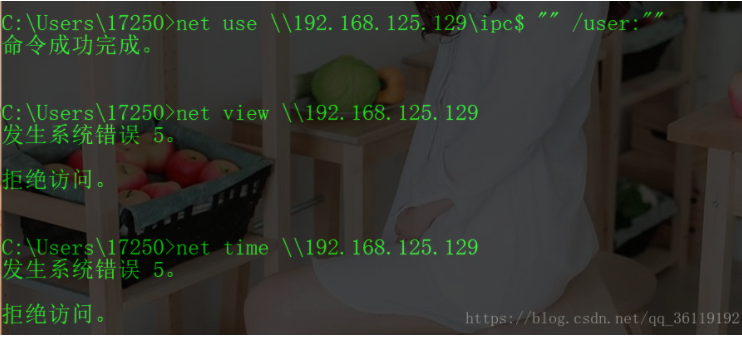 C:\Users\17250>net use \\192.168.125.129\ipc$ "" /user:""
命令成功完成。
C:\Users\17250>net view \\192.168.125.129
发生系统错误 5。
拒绝访问。
C:\Users\17250>net time \\192.168.125.129
发生系统错误 5。
拒绝访问。
https://blog.csdn.net/qq_36119192